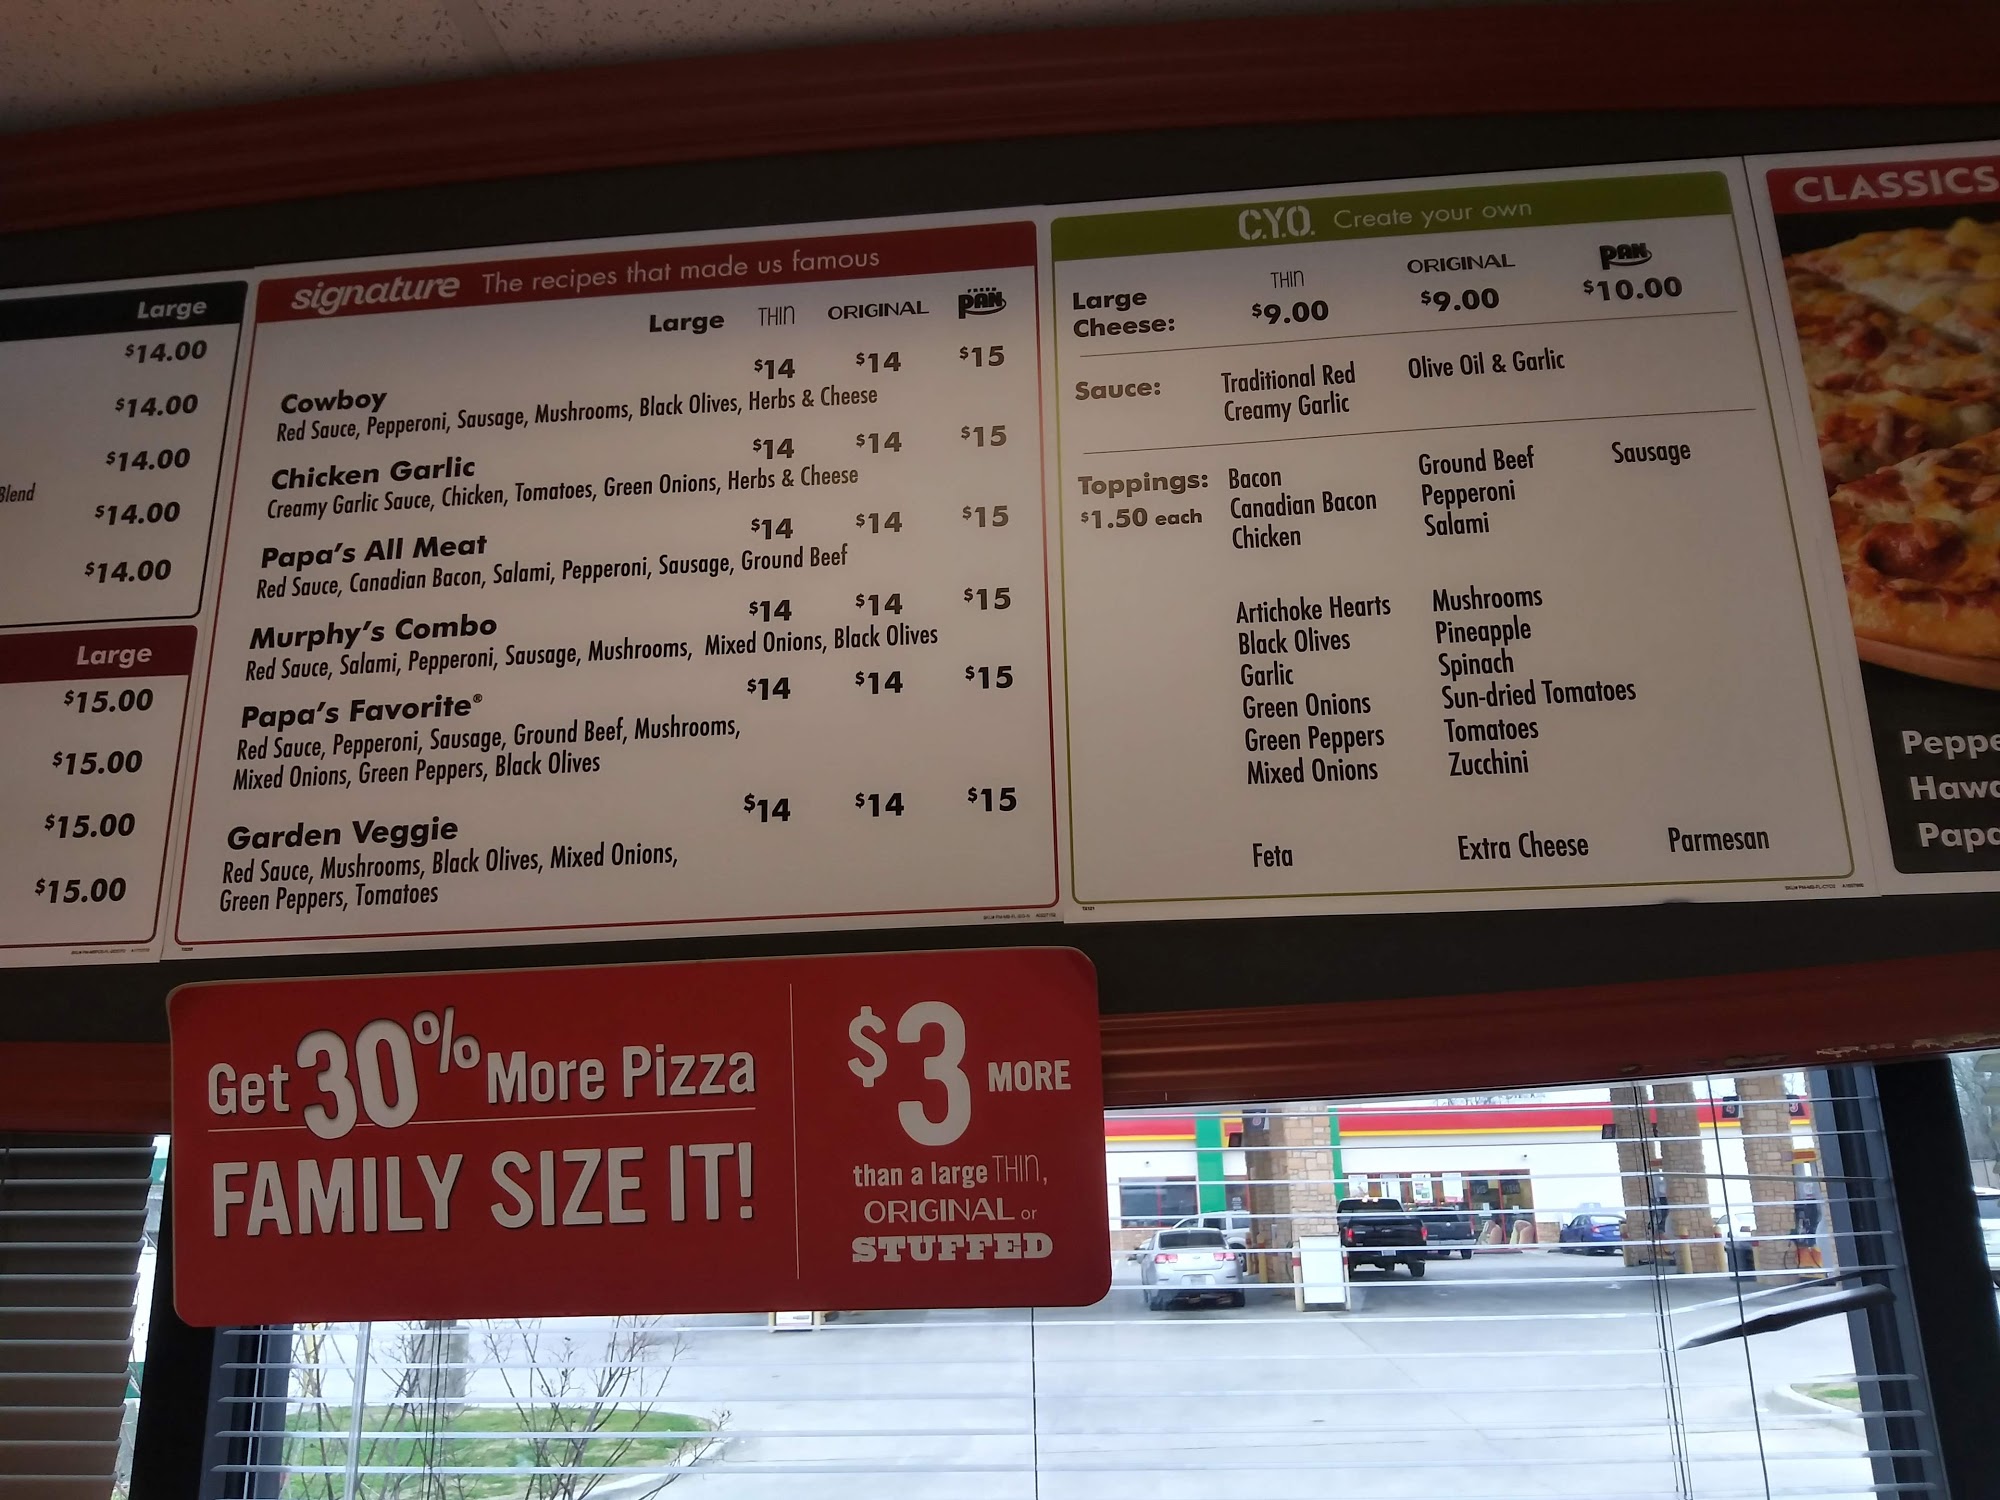 Large
$14.00
$14.00
$14.00
Blend
$14.00
$14.00
Large
$15.00
$15.00
$15.00
$15.00
signature The recipes that made us famous
Large THIN ORIGINAL PAN
$14 $14 $15
Cowboy
Red Sauce, Pepperoni, Sausage, Mushrooms, Black Olives, Herbs & Cheese
$14 $14 $15
Chicken Garlic
Creamy Garlic Sauce, Chicken, Tomatoes, Green Onions, Herbs & Cheese
$14 $14 $15
Papa's All Meat
Red Sauce, Canadian Bacon, Salami, Pepperoni, Sausage, Ground Beef
$14 $14 $15
Murphy's Combo
Red Sauce, Salami, Pepperoni, Sausage, Mushrooms, Mixed Onions, Black Olives
$14 $14 $15
Papa's Favorite®
Red Sauce, Pepperoni, Sausage, Ground Beef, Mushrooms,
Mixed Onions, Green Peppers, Black Olives
$14 $14 $15
Garden Veggie
Red Sauce, Mushrooms, Black Olives, Mixed Onions,
Green Peppers, Tomatoes
C.Y.O. Create your own
THIN ORIGINAL PAN
Large
Cheese: $9.00 $9.00 $10.00
Sauce: Traditional Red Olive Oil & Garlic
Creamy Garlic
Toppings: Bacon Ground Beef Sausage
$1.50 each Canadian Bacon Pepperoni
Chicken Salami
Artichoke Hearts Mushrooms
Black Olives Pineapple
Garlic Spinach
Green Onions Sun-dried Tomatoes
Green Peppers Tomatoes
Mixed Onions Zucchini
Feta Extra Cheese Parmesan
CLASSICS
Peppe
Hawa
Papa
Get 30% More Pizza
FAMILY SIZE IT!
$3 MORE
than a large THIN,
ORIGINAL or
STUFFED